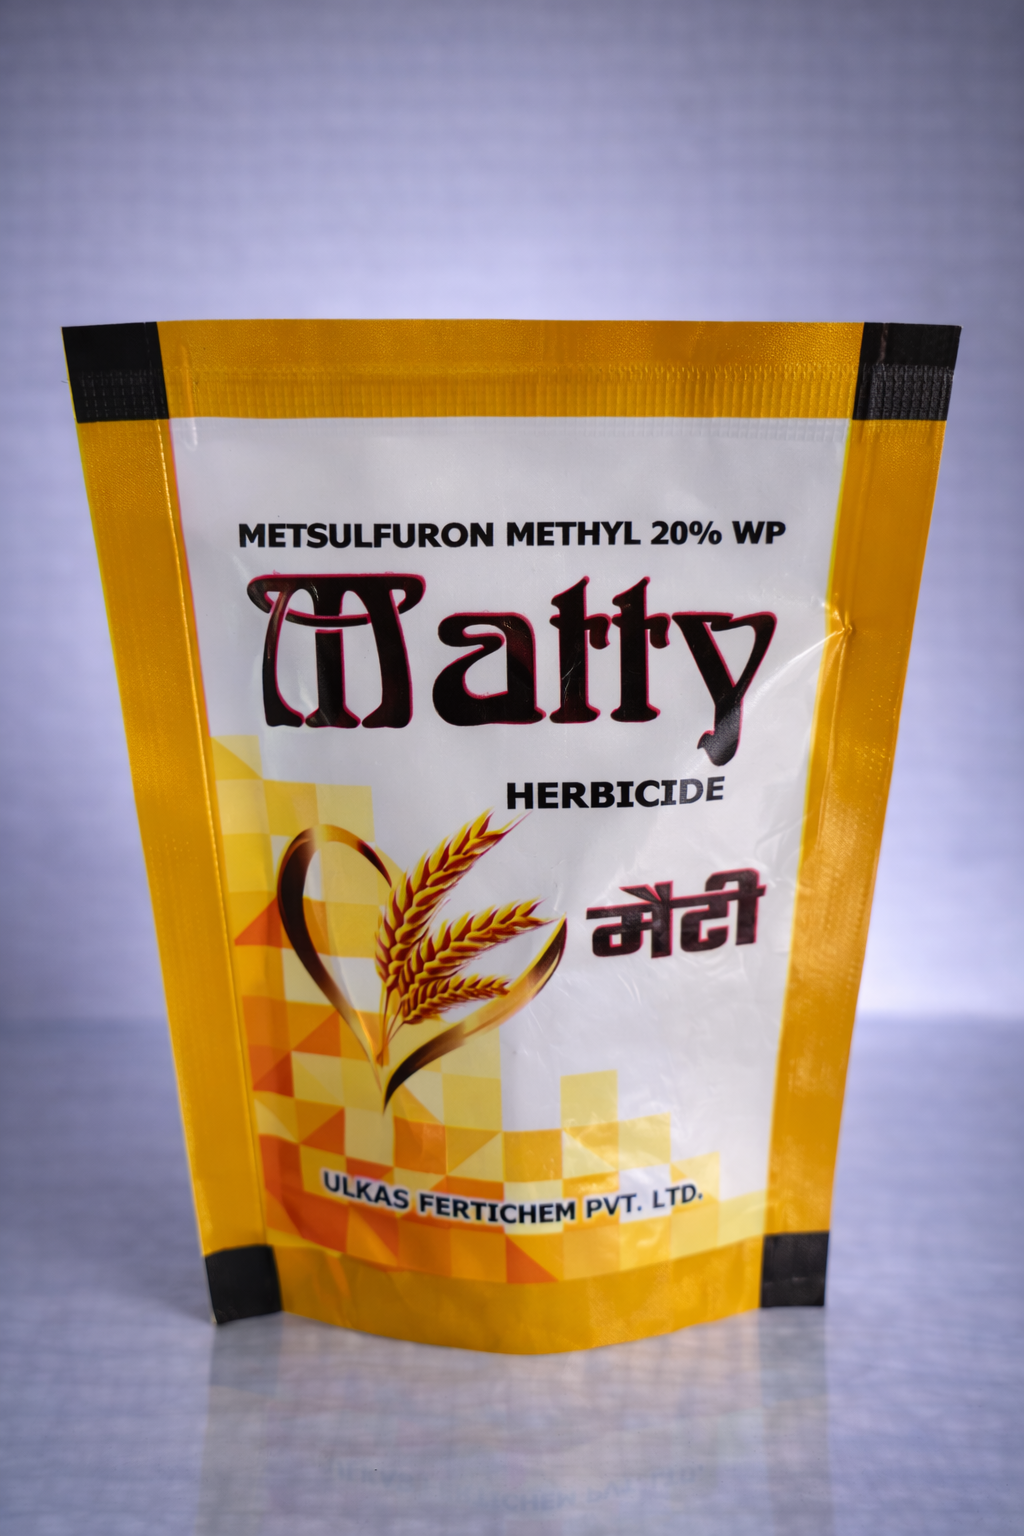 METSULFURON METHYL 20% WP
Matty
HERBICIDE
मैटी
ULKAS FERTICHEM PVT. LTD.